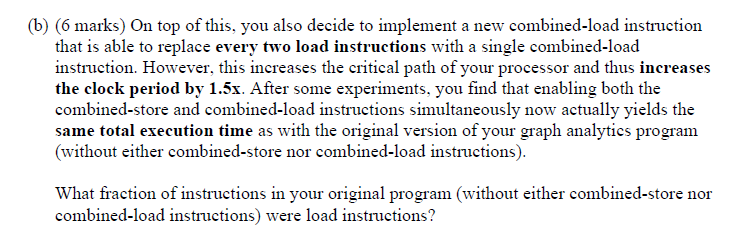 (b) (6 marks) On top of this, you also decide to implement a new combined-load instruction
that is able to replace every two load instructions with a single combined-load
instruction. However, this increases the critical path of your processor and thus increases
the clock period by 1.5x. After some experiments, you find that enabling both the
combined-store and combined-load instructions simultaneously now actually yields the
same total execution time as with the original version of your graph analytics program
(without either combined-store nor combined-load instructions).
What fraction of instructions in your original program (without either combined-store nor
combined-load instructions) were load instructions?